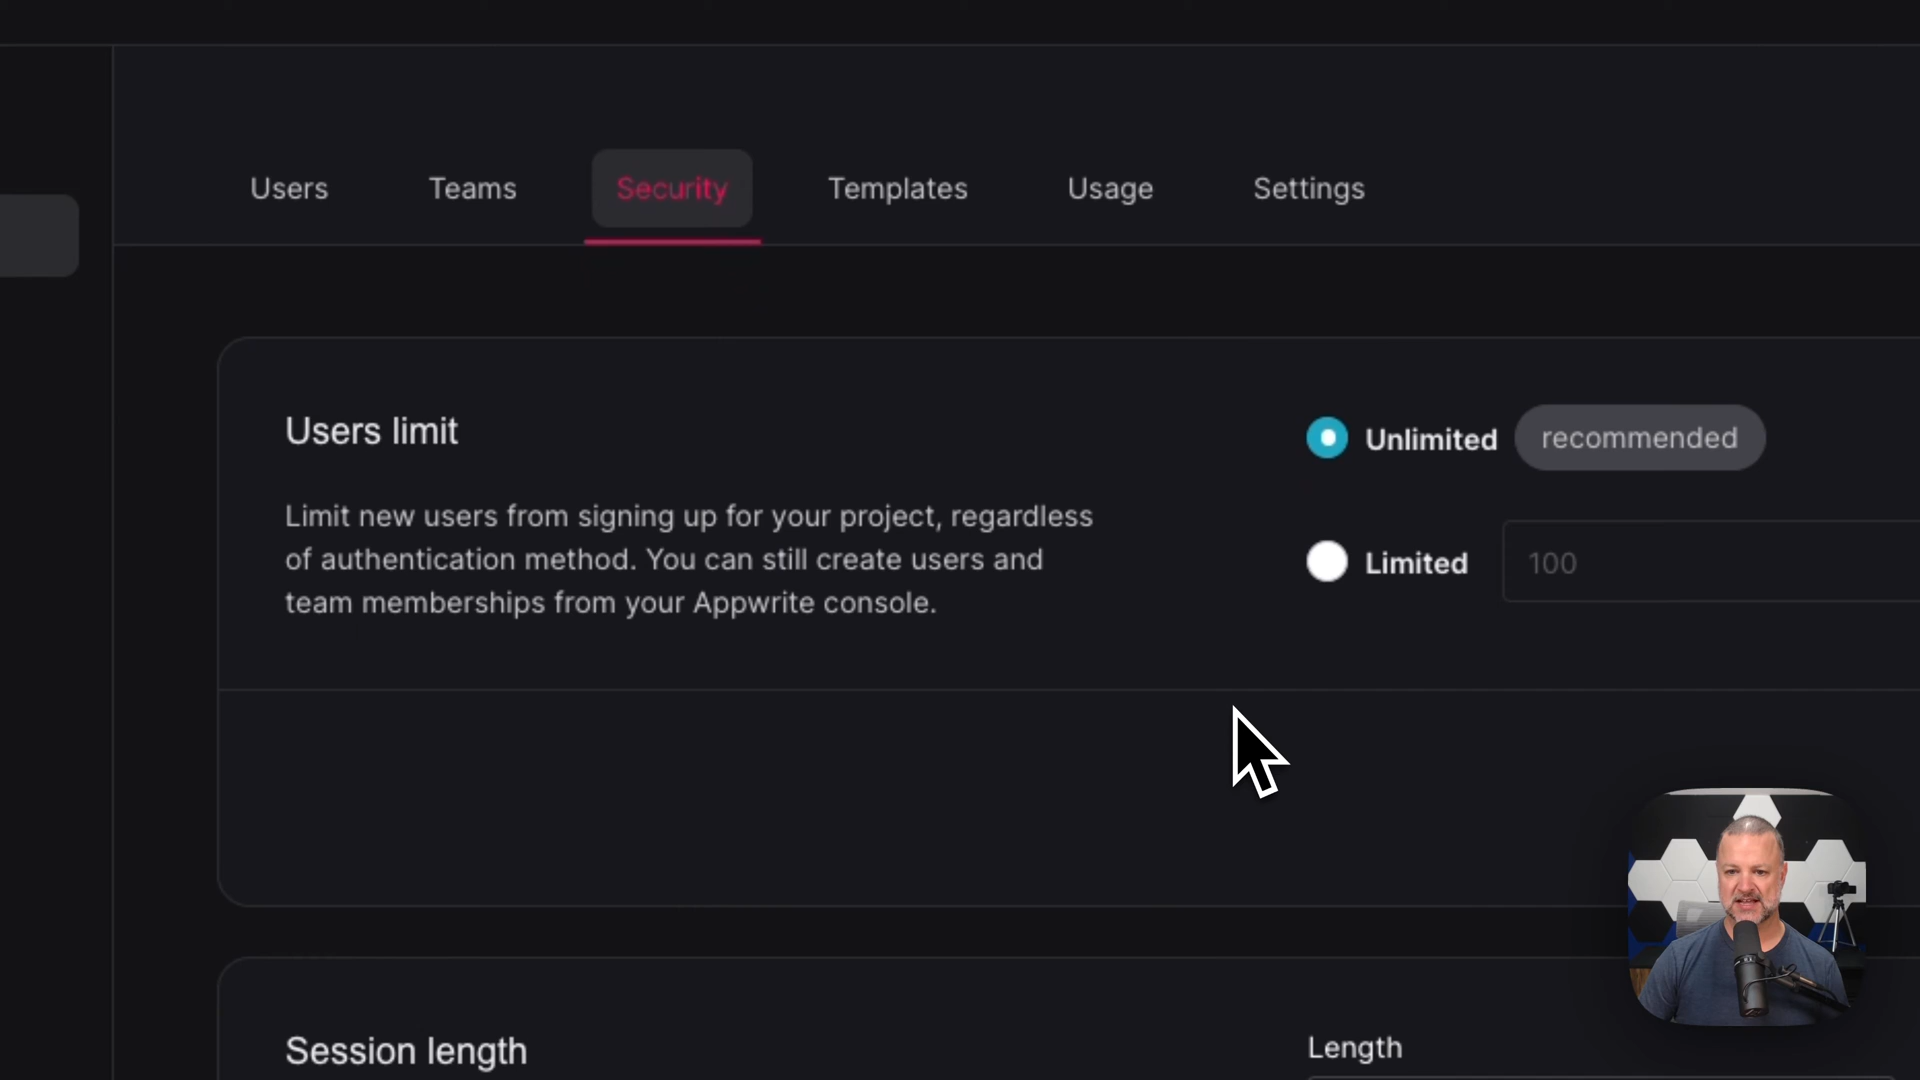 Users Teams Security Templates Usage Settings
Users limit
Limit new users from signing up for your project, regardless
of authentication method. You can still create users and
team memberships from your Appwrite console.
Unlimited recommended
Limited 100
Session length
Length